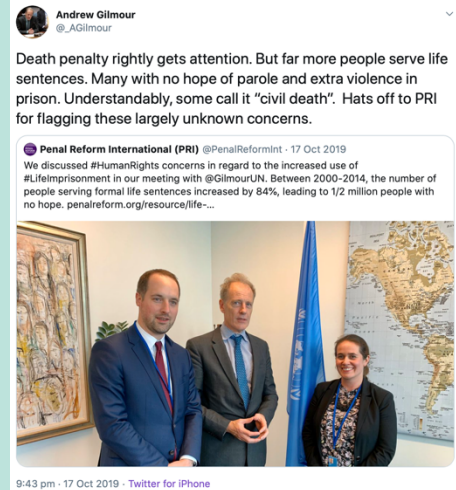 Andrew Gilmour
@_AGilmour
Death penalty rightly gets attention. But far more people serve life
sentences. Many with no hope of parole and extra violence in
prison. Understandably, some call it “civil death”. Hats off to PRI
for flagging these largely unknown concerns.
Penal Reform International (PRI) @PenalReformInt · 17 Oct 2019
We discussed #HumanRights concerns in regard to the increased use of
#LifeImprisonment in our meeting with @GilmourUN. Between 2000-2014, the number of
people serving formal life sentences increased by 84%, leading to 1/2 million people with
no hope. penalreform.org/resource/life-...
9:43 pm · 17 Oct 2019 · Twitter for iPhone